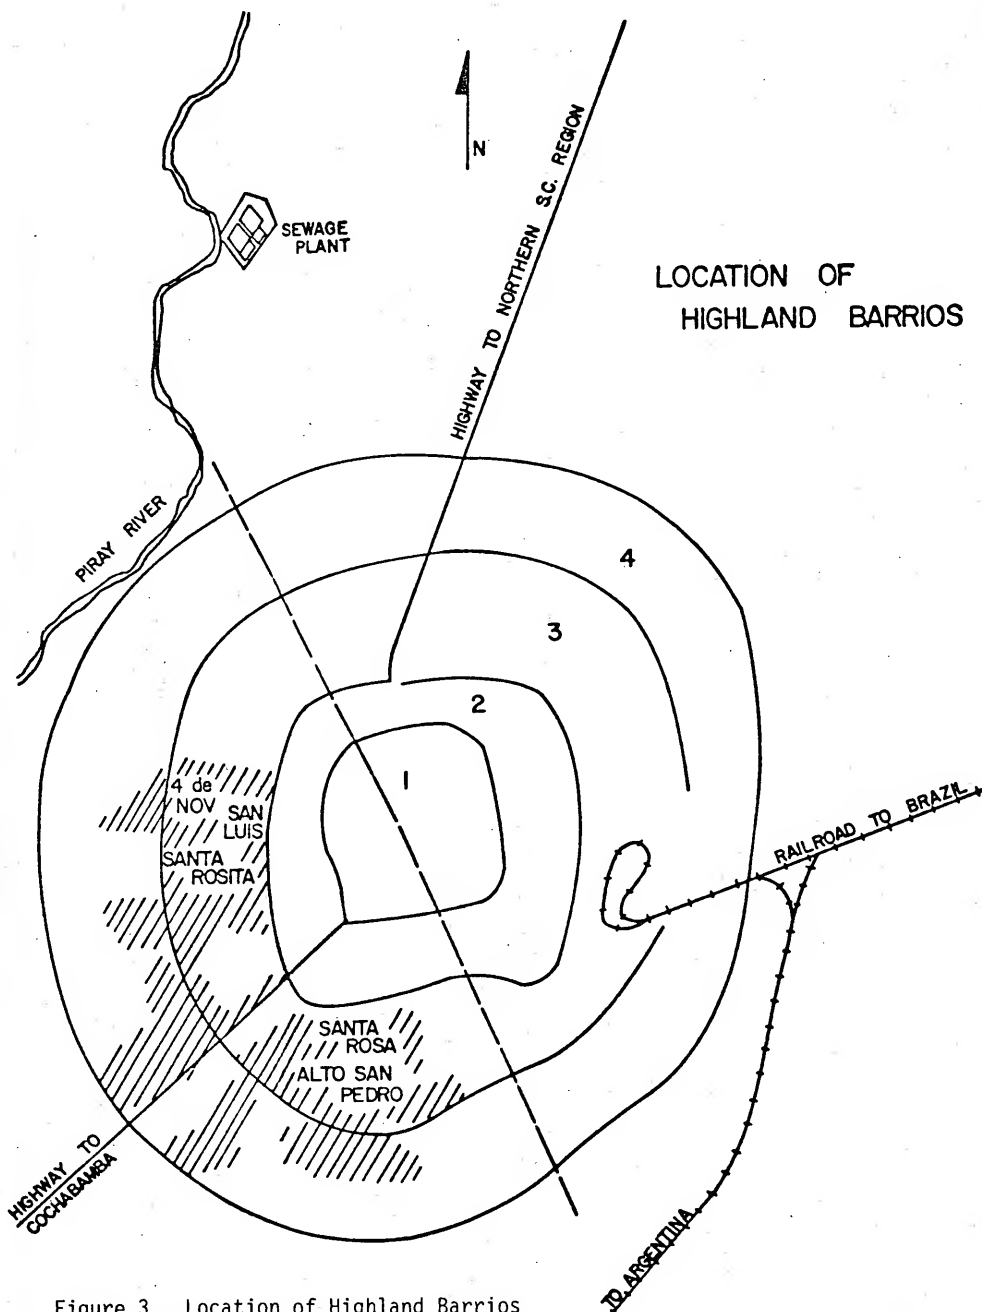 N
SEWAGE
PLANT
HIGHWAY TO NORTHERN S.C. REGION
LOCATION OF
HIGHLAND BARRIOS
PIRAY RIVER
4
3
2
1
4 de
NOV
SAN
LUIS
SANTA
ROSITA
RAILROAD TO BRAZIL
SANTA
ROSA
ALTO SAN
PEDRO
HIGHWAY TO
COCHABAMBA
TO ARGENTINA
Figure 3. Location of Highland Barrios